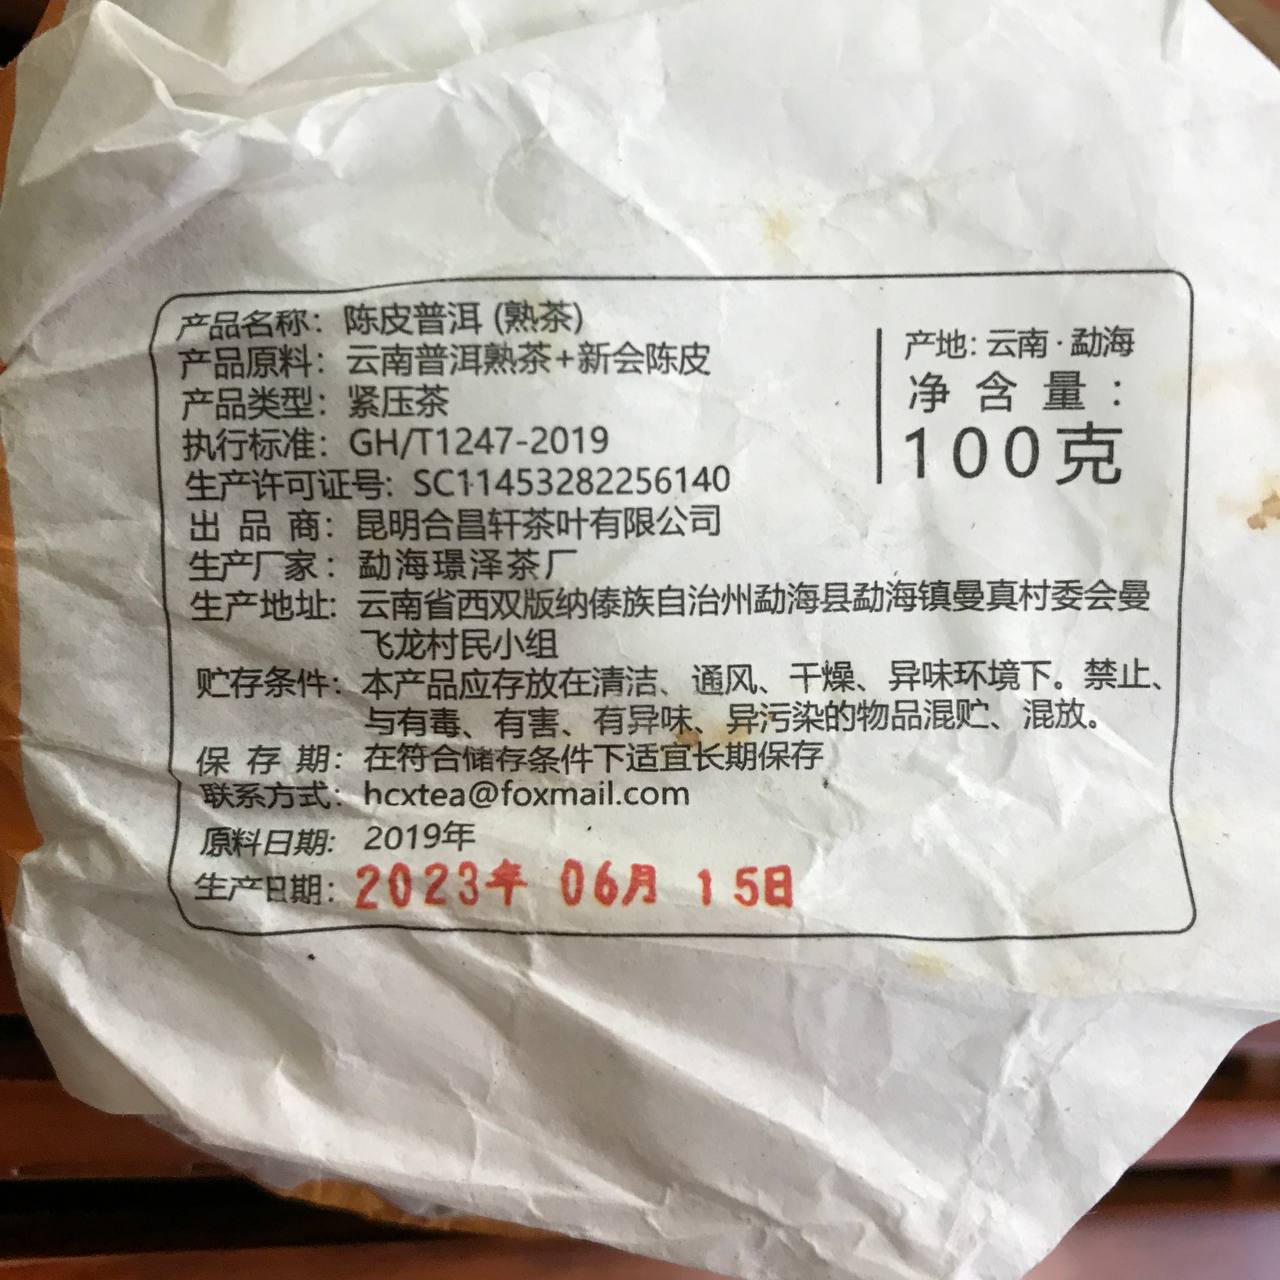 产品名称：陈皮普洱 (熟茶)
产品原料：云南普洱熟茶+新会陈皮
产品类型：紧压茶
执行标准：GH/T1247-2019
生产许可证号：SC11453282256140
出品商：昆明合昌轩茶叶有限公司
生产厂家：勐海璟泽茶厂
生产地址：云南省西双版纳傣族自治州勐海县勐海镇曼真村委会曼
飞龙村民小组
贮存条件：本产品应存放在清洁、通风、干燥、异味环境下。禁止、
与有毒、有害、有异味、异污染的物品混贮、混放。
保存期：在符合储存条件下适宜长期保存
联系方式：hcxtea@foxmail.com
原料日期：2019年
生产日期：2023年 06月 15日
产地：云南·勐海
净含量：
100克